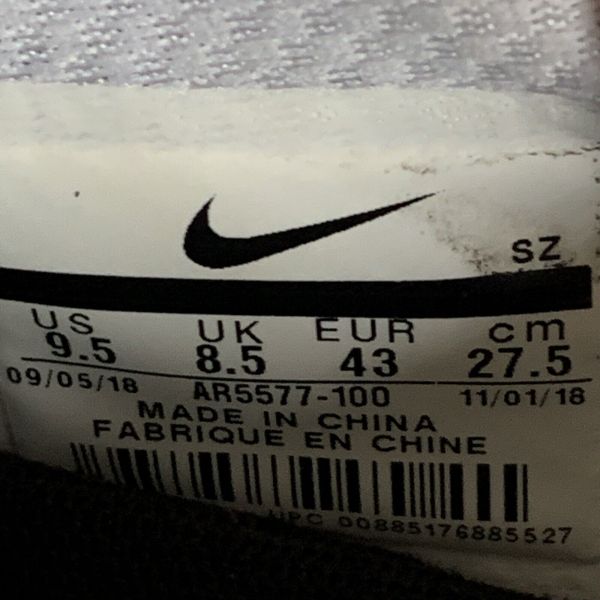 SZ
US UK EUR cm
9.5 8.5 43 27.5
09/05/18 AR5577-100 11/01/18
MADE IN CHINA
FABRIQUE EN CHINE
UPC 00885176885527